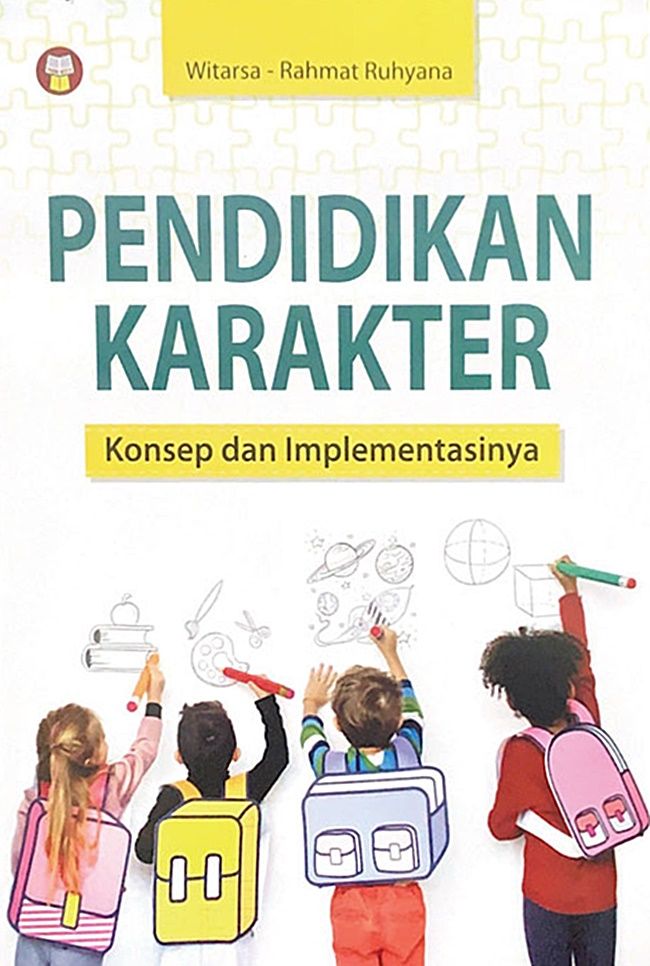 Witarsa - Rahmat Ruhyana
PENDIDIKAN
KARAKTER
Konsep dan Implementasinya